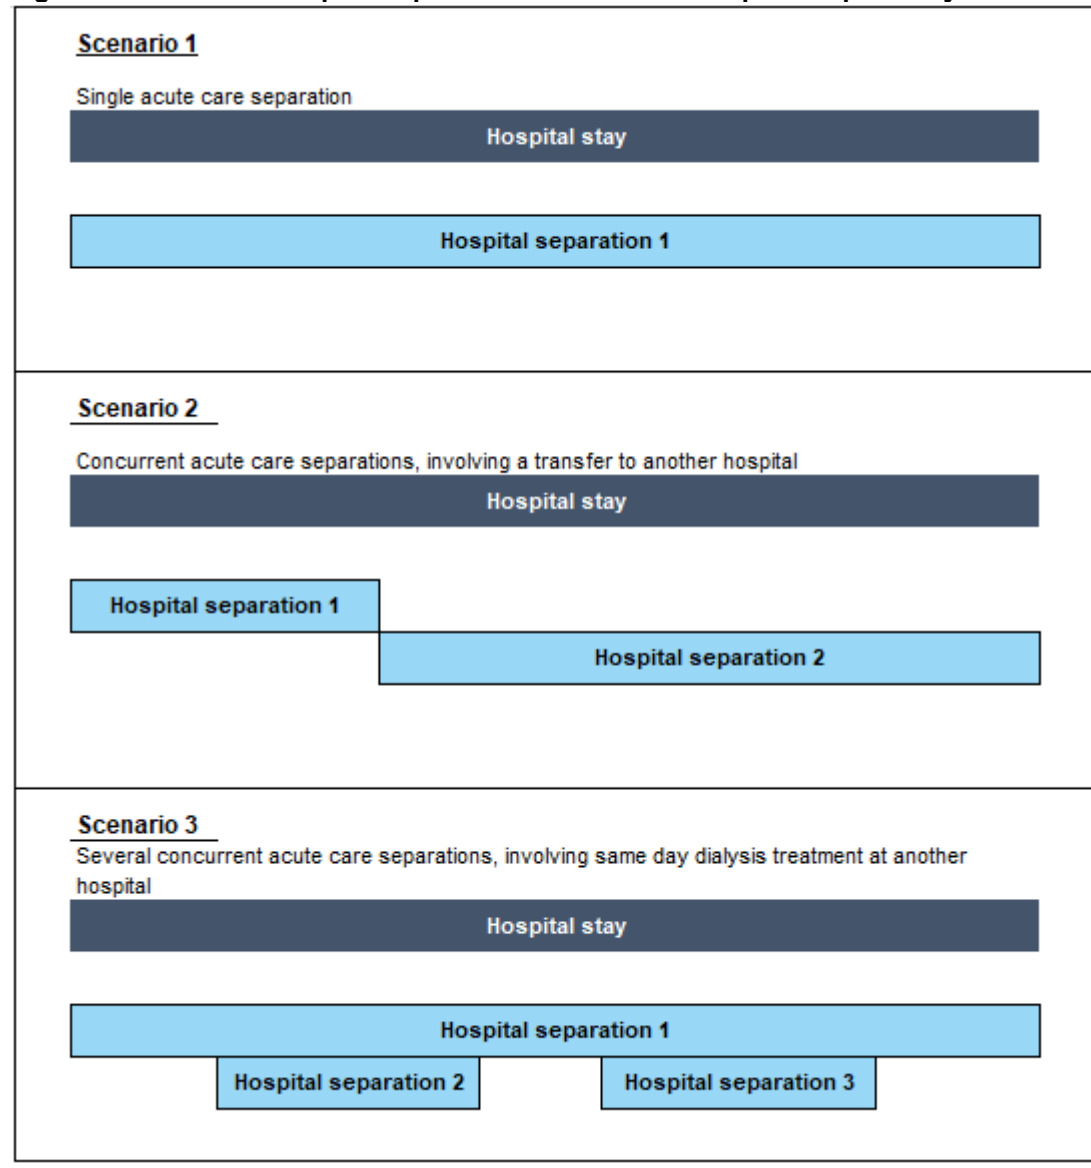 Scenario 1
Single acute care separation
Hospital stay
Hospital separation 1
Scenario 2
Concurrent acute care separations, involving a transfer to another hospital
Hospital stay
Hospital separation 1
Hospital separation 2
Scenario 3
Several concurrent acute care separations, involving same day dialysis treatment at another
hospital
Hospital stay
Hospital separation 1
Hospital separation 2
Hospital separation 3